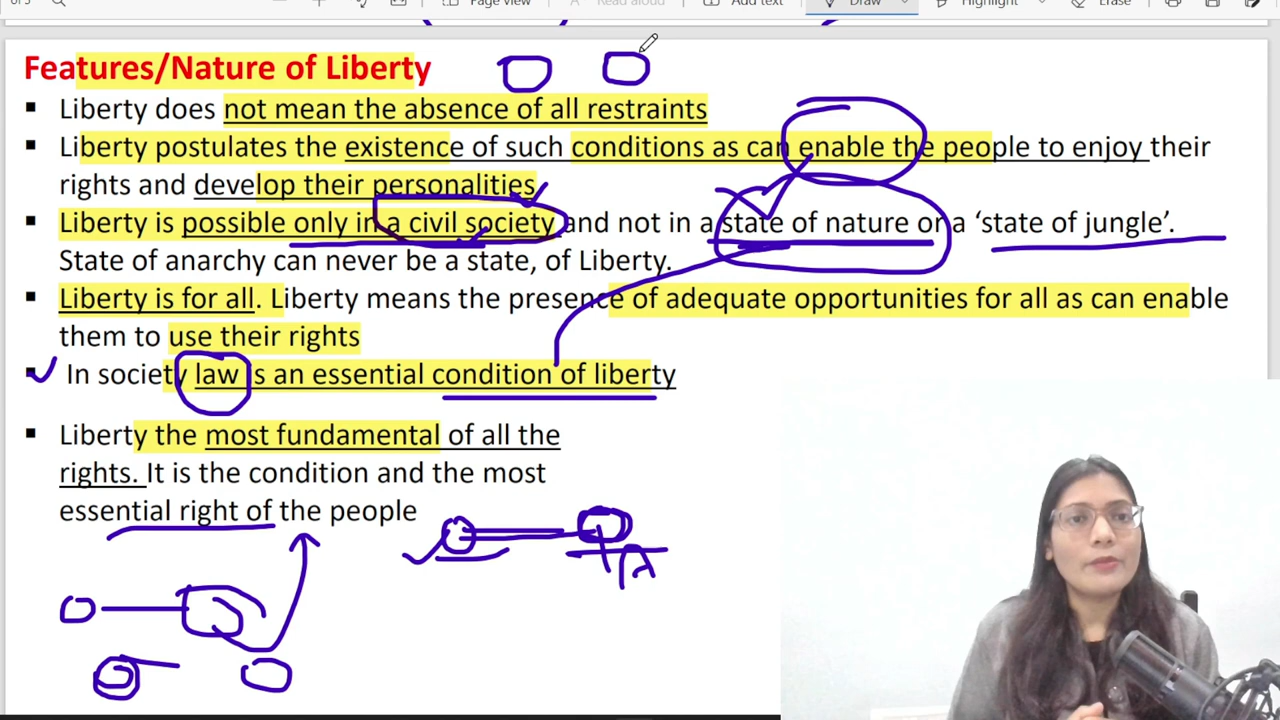 Page view
Read aloud
Add text
Draw
Highlight
Erase
Features/Nature of Liberty
▪ Liberty does not mean the absence of all restraints
▪ Liberty postulates the existence of such conditions as can enable the people to enjoy their
rights and develop their personalities
▪ Liberty is possible only in a civil society and not in a state of nature or a ‘state of jungle’.
State of anarchy can never be a state, of Liberty.
▪ Liberty is for all. Liberty means the presence of adequate opportunities for all as can enable
them to use their rights
▪ In society law is an essential condition of liberty
▪ Liberty the most fundamental of all the
rights. It is the condition and the most
essential right of the people